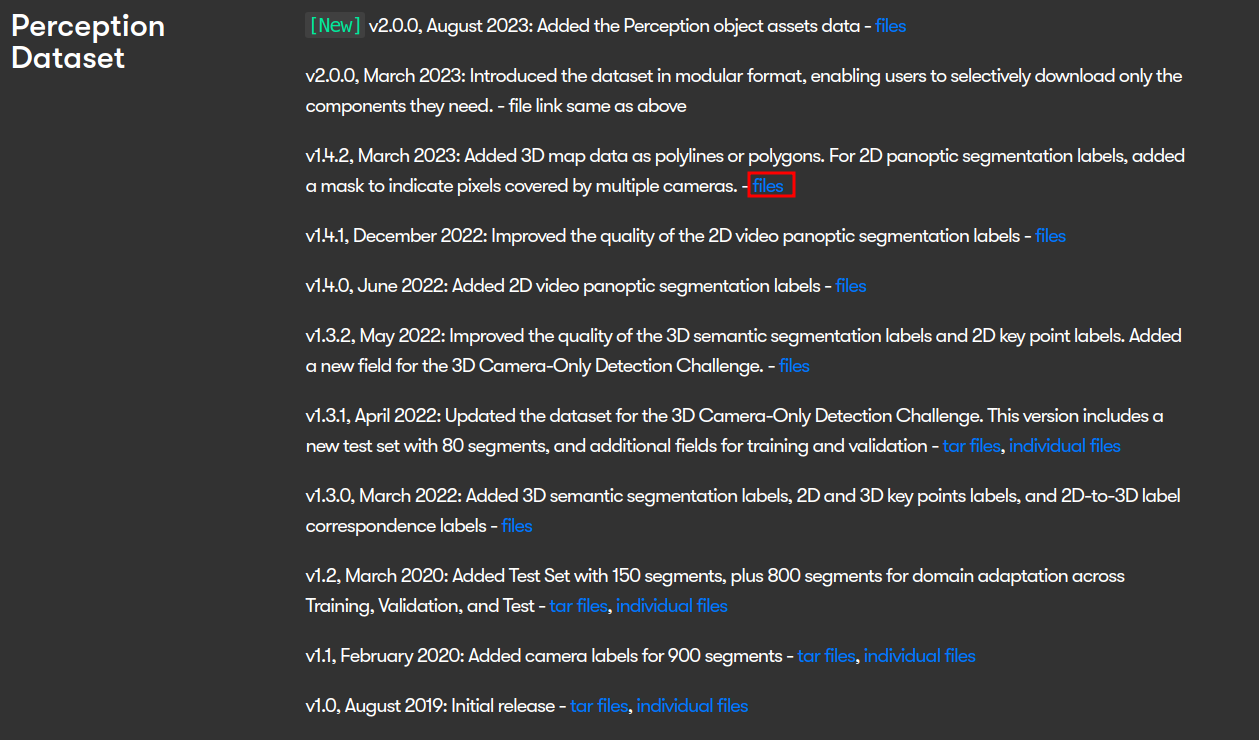 Perception
Dataset
[New] v2.0.0, August 2023: Added the Perception object assets data - files
v2.0.0, March 2023: Introduced the dataset in modular format, enabling users to selectively download only the
components they need. - file link same as above
v1.4.2, March 2023: Added 3D map data as polylines or polygons. For 2D panoptic segmentation labels, added
a mask to indicate pixels covered by multiple cameras. - files
v1.4.1, December 2022: Improved the quality of the 2D video panoptic segmentation labels - files
v1.4.0, June 2022: Added 2D video panoptic segmentation labels - files
v1.3.2, May 2022: Improved the quality of the 3D semantic segmentation labels and 2D key point labels. Added
a new field for the 3D Camera-Only Detection Challenge. - files
v1.3.1, April 2022: Updated the dataset for the 3D Camera-Only Detection Challenge. This version includes a
new test set with 80 segments, and additional fields for training and validation - tar files, individual files
v1.3.0, March 2022: Added 3D semantic segmentation labels, 2D and 3D key points labels, and 2D-to-3D label
correspondence labels - files
v1.2, March 2020: Added Test Set with 150 segments, plus 800 segments for domain adaptation across
Training, Validation, and Test - tar files, individual files
v1.1, February 2020: Added camera labels for 900 segments - tar files, individual files
v1.0, August 2019: Initial release - tar files, individual files